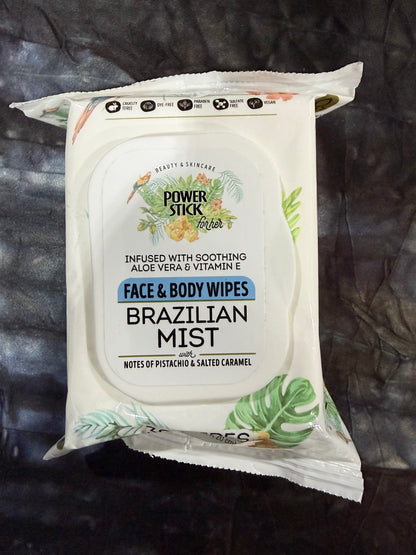 CRUELTY FREE DYE-FREE PARABEN FREE SULFATE FREE VEGAN
BEAUTY & SKINCARE
POWER
STICK
for her
INFUSED WITH SOOTHING
ALOE VERA & VITAMIN E
FACE & BODY WIPES
BRAZILIAN
MIST
with
NOTES OF PISTACHIO & SALTED CARAMEL